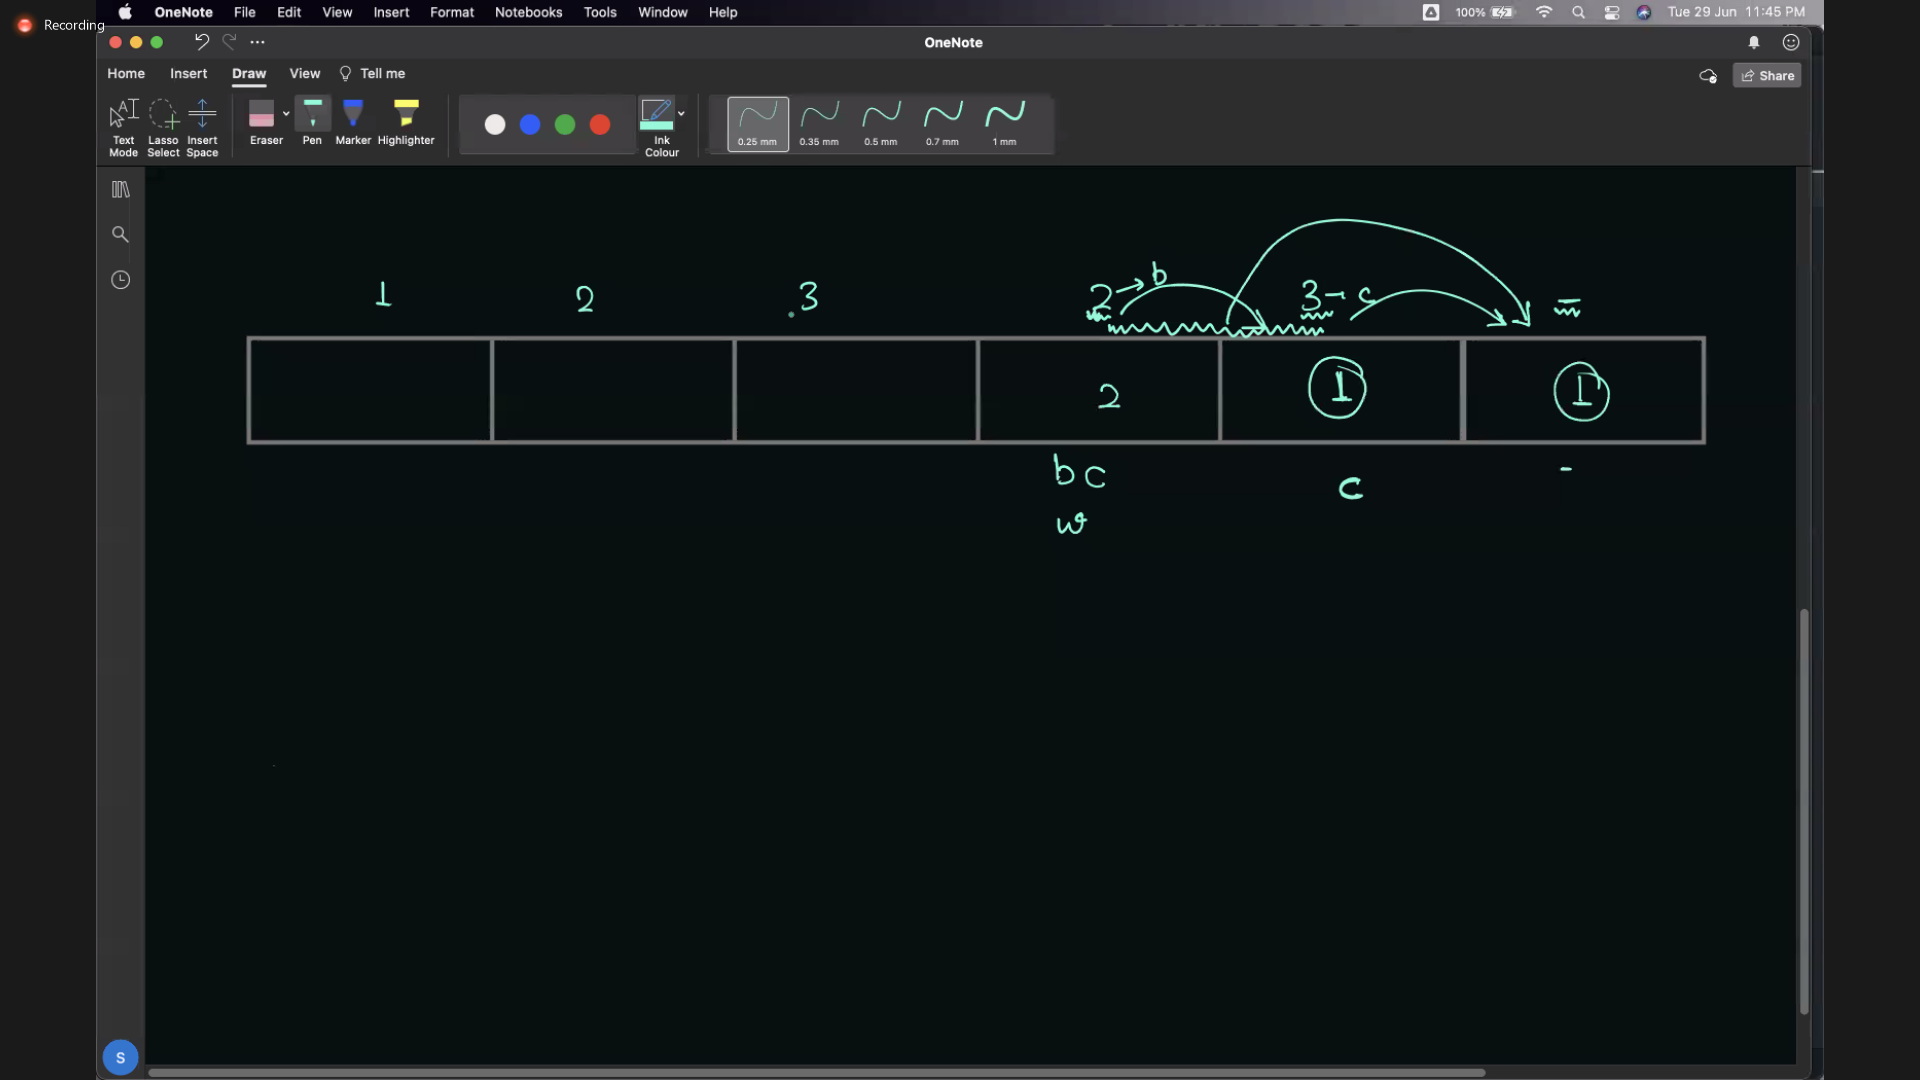 Recording
OneNote File Edit View Insert Format Notebooks Tools Window Help
100% Tue 29 Jun 11:45 PM
OneNote
Home Insert Draw View Tell me
Share
Text Mode
Lasso Select
Insert Space
Eraser
Pen
Marker
Highlighter
Ink Colour
0.25 mm 0.35 mm 0.5 mm 0.7 mm 1 mm
1 2 3 2 → b 3 → c –
2 1 1
bc c -
w
S